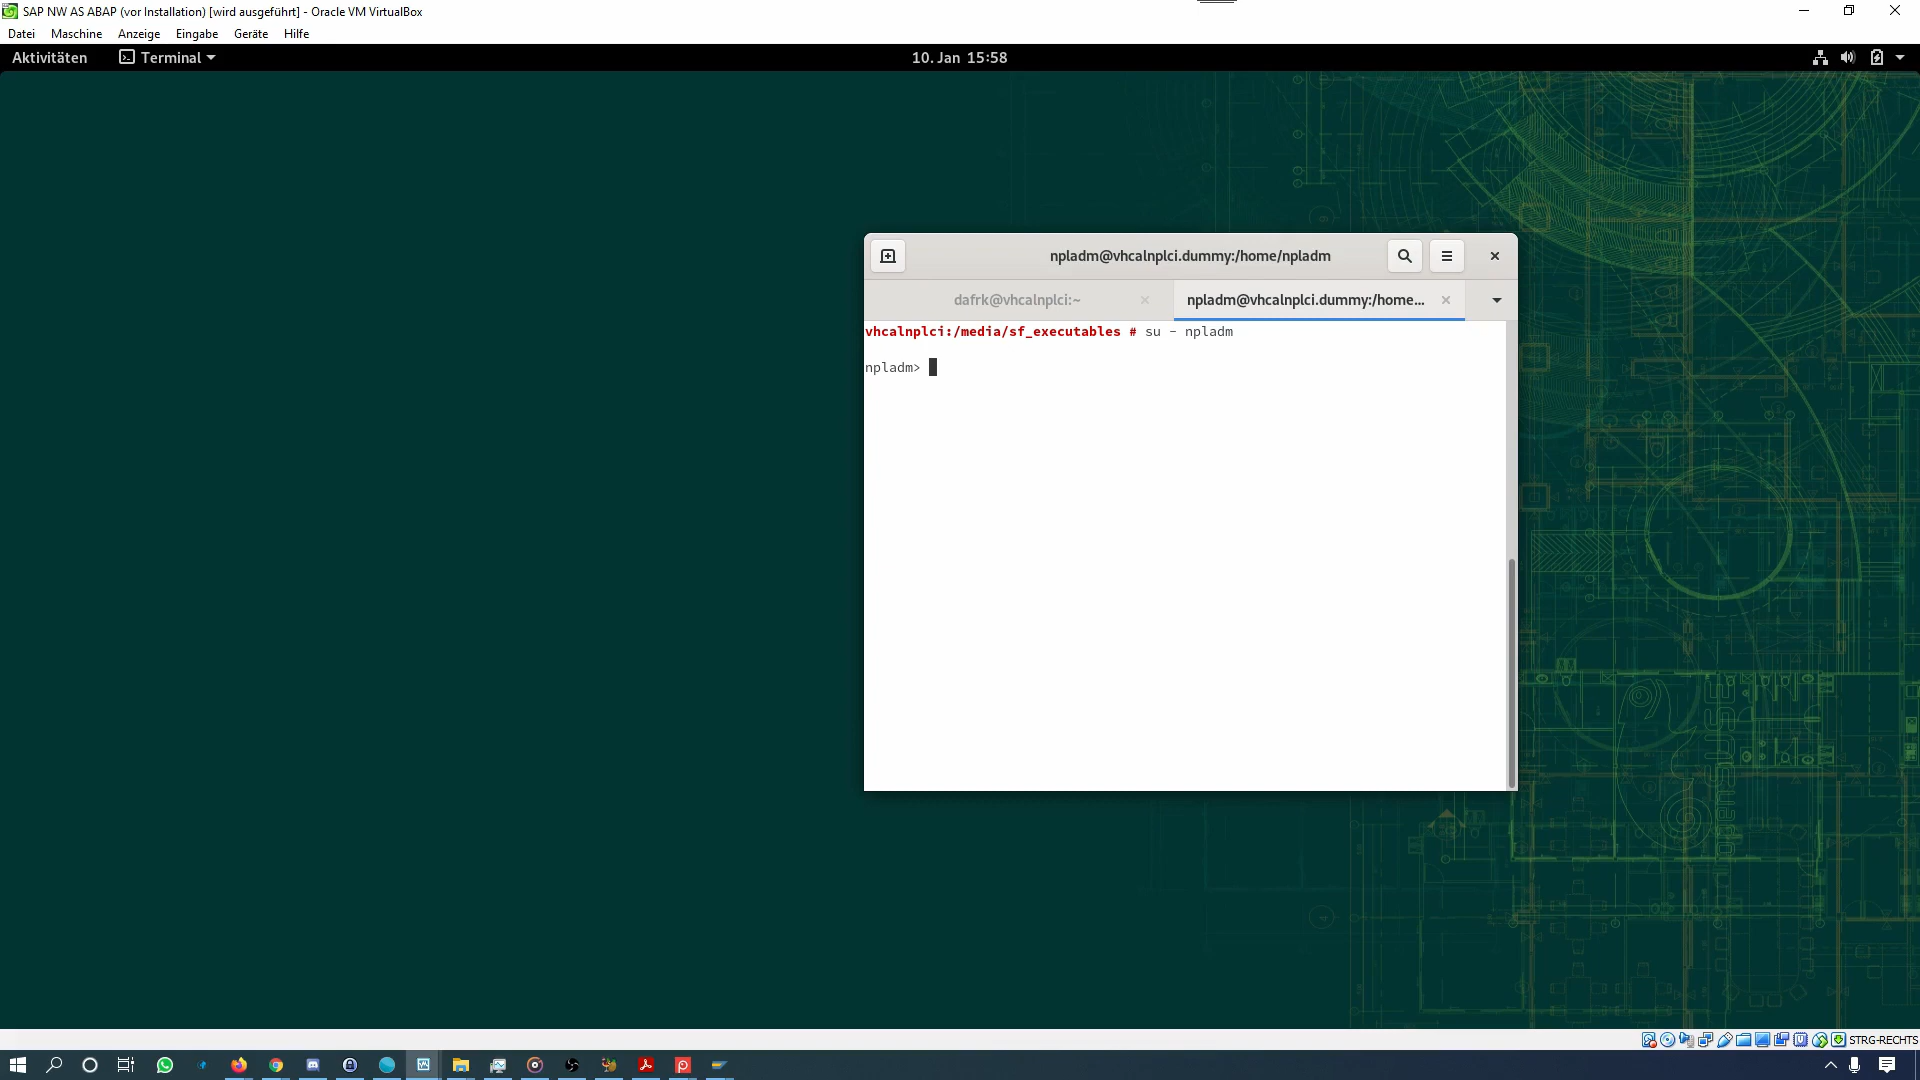 SAP NW AS ABAP (vor Installation) [wird ausgeführt] - Oracle VM VirtualBox
Datei Maschine Anzeige Eingabe Geräte Hilfe
Aktivitäten Terminal 10. Jan 15:58
npladm@vhcalnplci.dummy:/home/npladm
dafrk@vhcalnplci:~ npladm@vhcalnplci.dummy:/home...
vhcalnplci:/media/sf_executables # su - npladm
npladm>
openSUSE
STRG-RECHTS